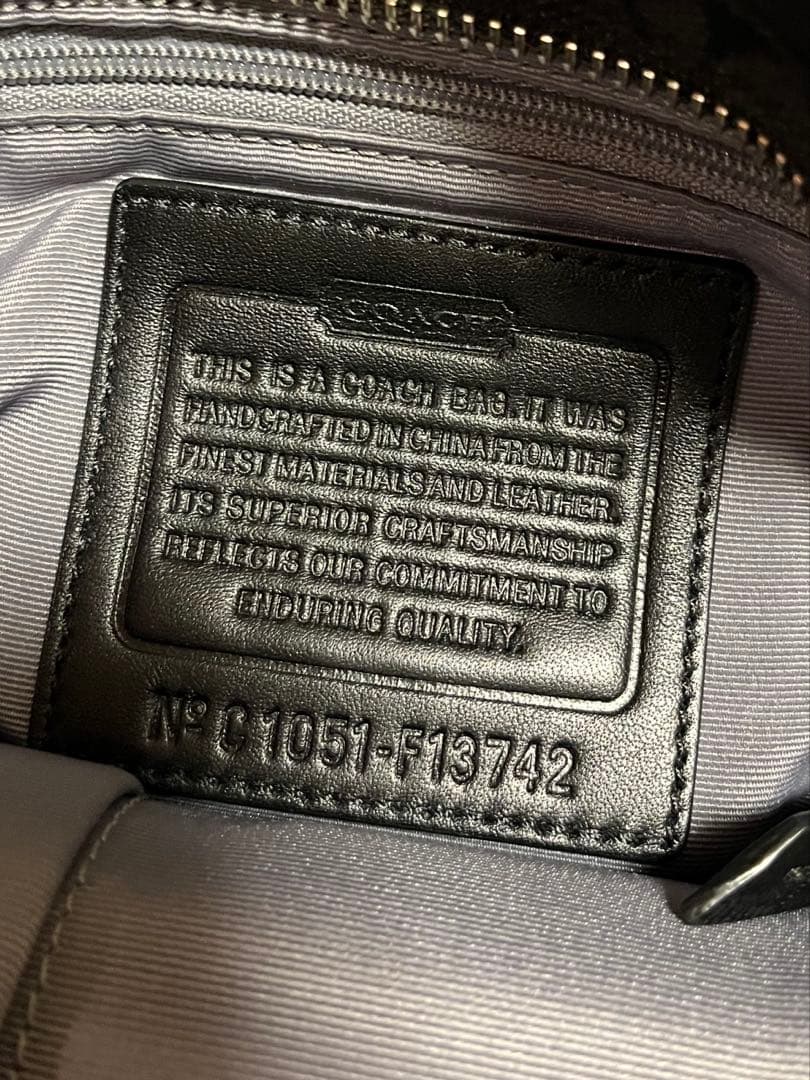 COACH
THIS IS A COACH BAG. IT WAS
HANDCRAFTED IN CHINA FROM THE
FINEST MATERIALS AND LEATHER.
ITS SUPERIOR CRAFTSMANSHIP
REFLECTS OUR COMMITMENT TO
ENDURING QUALITY.
Nº C1051-F13742